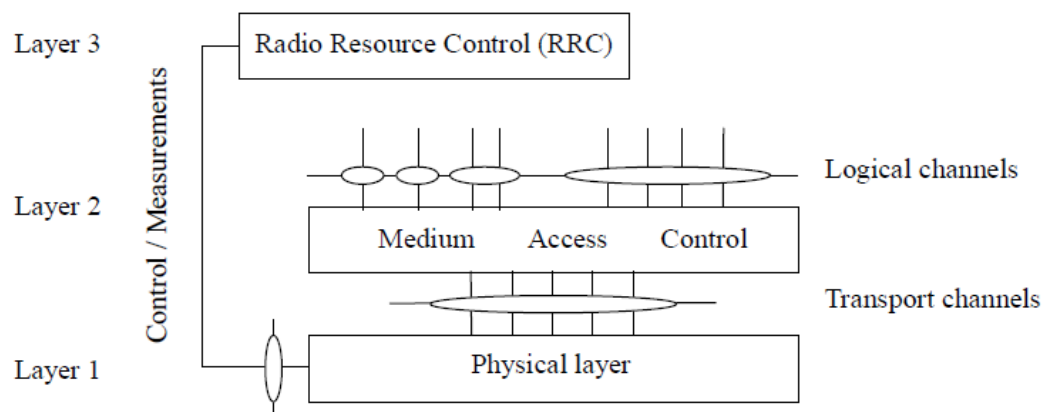 Layer 3
Radio Resource Control (RRC)
Control / Measurements
Logical channels
Layer 2
Medium Access Control
Transport channels
Layer 1
Physical layer